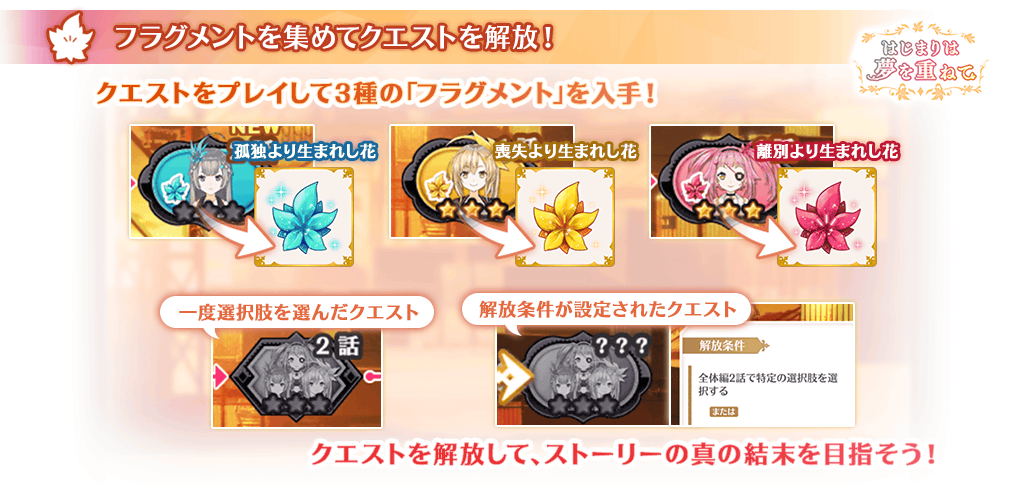 フラグメントを集めてクエストを解放！
はじまりは
夢を重ねて
クエストをプレイして3種の「フラグメント」を入手！
NEW
孤独より生まれし花
喪失より生まれし花
離別より生まれし花
一度選択肢を選んだクエスト
2話
解放条件が設定されたクエスト
？？？
解放条件
全体編2話で特定の選択肢を選
択する
または
クエストを解放して、ストーリーの真の結末を目指そう！